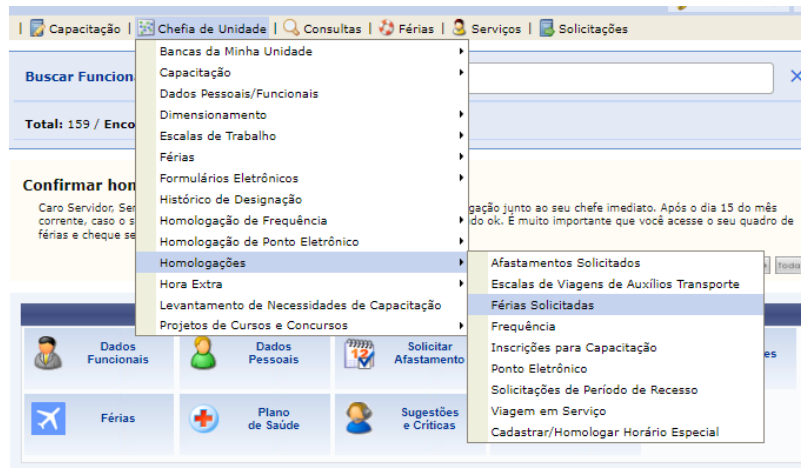 Capacitação | Chefia de Unidade | Consultas | Férias | Serviços | Solicitações
Bancas da Minha Unidade
Capacitação
Dados Pessoais/Funcionais
Dimensionamento
Escalas de Trabalho
Férias
Formulários Eletrônicos
Histórico de Designação
Homologação de Frequência
Homologação de Ponto Eletrônico
Homologações
Hora Extra
Levantamento de Necessidades de Capacitação
Projetos de Cursos e Concursos
Afastamentos Solicitados
Escalas de Viagens de Auxílios Transporte
Férias Solicitadas
Frequência
Inscrições para Capacitação
Ponto Eletrônico
Solicitações de Período de Recesso
Viagem em Serviço
Cadastrar/Homologar Horário Especial
Buscar Funcion
Total: 159 / Enco
Confirmar hon
Caro Servidor, Ser
gação junto ao seu chefe imediato. Após o dia 15 do mês
corrente, caso o s
do ok. É muito importante que você acesse o seu quadro de
férias e cheque se
Toda
Dados
Funcionais
Dados
Pessoais
12
Solicitar
Afastamento
es
Férias
Plano
de Saúde
Sugestões
e Críticas